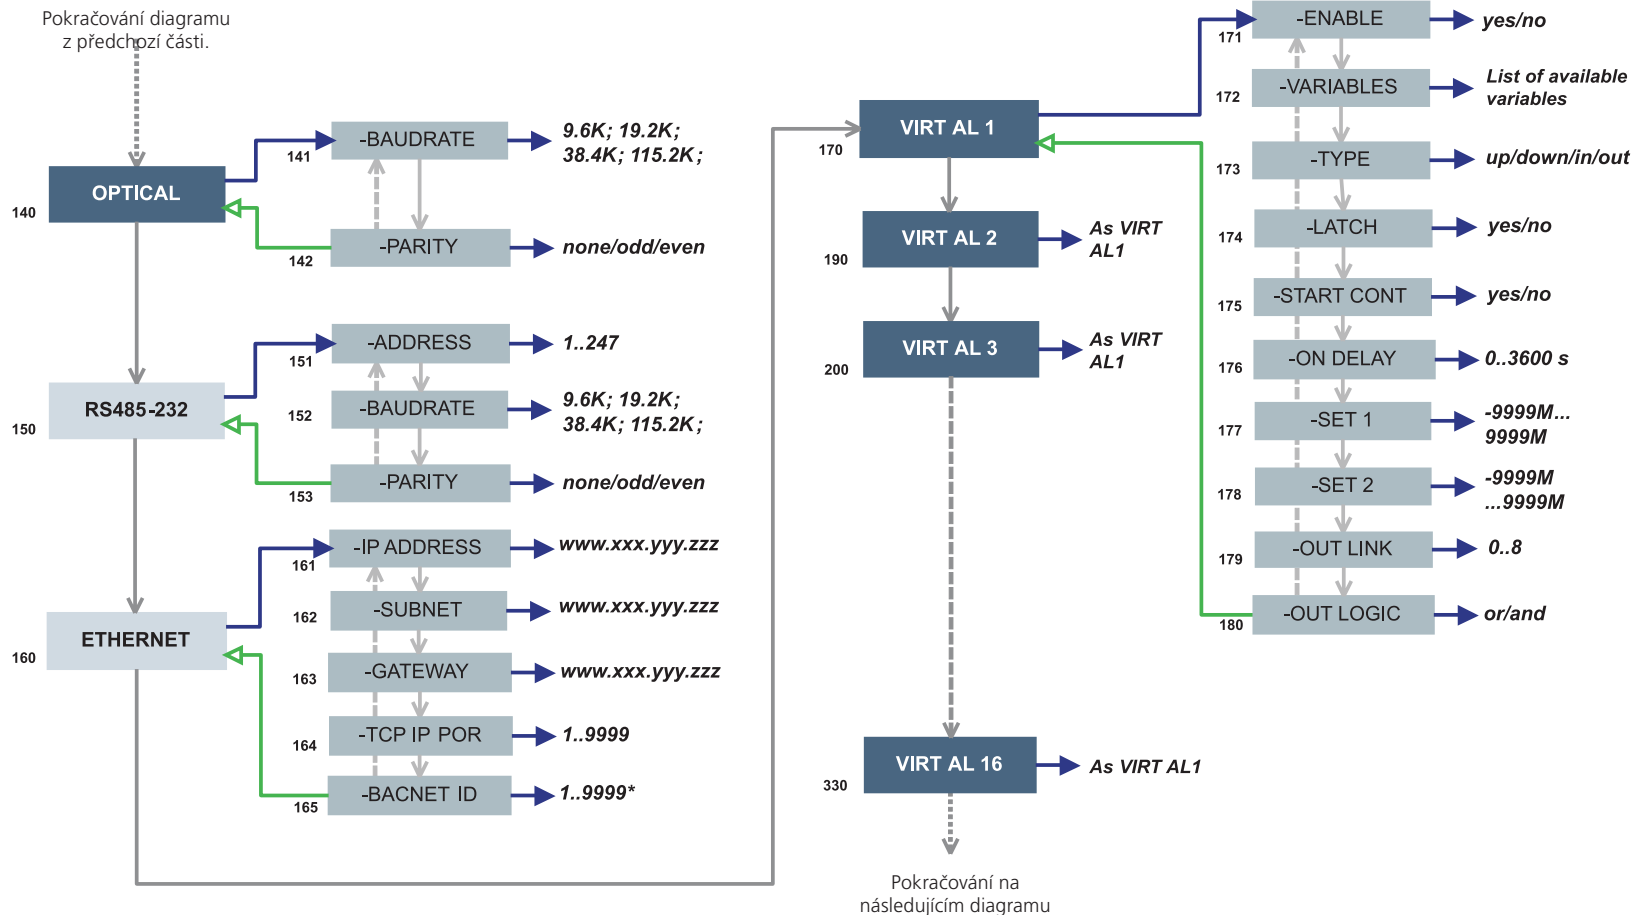 Pokračování diagramu
z předchozí části.
OPTICAL
140
-BAUDRATE
141
9.6K; 19.2K;
38.4K; 115.2K;
-PARITY
142
none/odd/even
RS485-232
150
-ADDRESS
151
1..247
-BAUDRATE
152
9.6K; 19.2K;
38.4K; 115.2K;
-PARITY
153
none/odd/even
ETHERNET
160
-IP ADDRESS
161
www.xxx.yyy.zzz
-SUBNET
162
www.xxx.yyy.zzz
-GATEWAY
163
www.xxx.yyy.zzz
-TCP IP POR
164
1..9999
-BACNET ID
165
1..9999*
VIRT AL 1
170
VIRT AL 2
190
As VIRT
AL1
VIRT AL 3
200
As VIRT
AL1
VIRT AL 16
330
As VIRT AL1
Pokračování na
následujícím diagramu
-ENABLE
171
yes/no
-VARIABLES
172
List of available
variables
-TYPE
173
up/down/in/out
-LATCH
174
yes/no
-START CONT
175
yes/no
-ON DELAY
176
0..3600 s
-SET 1
177
-9999M...
9999M
-SET 2
178
-9999M
...9999M
-OUT LINK
179
0..8
-OUT LOGIC
180
or/and